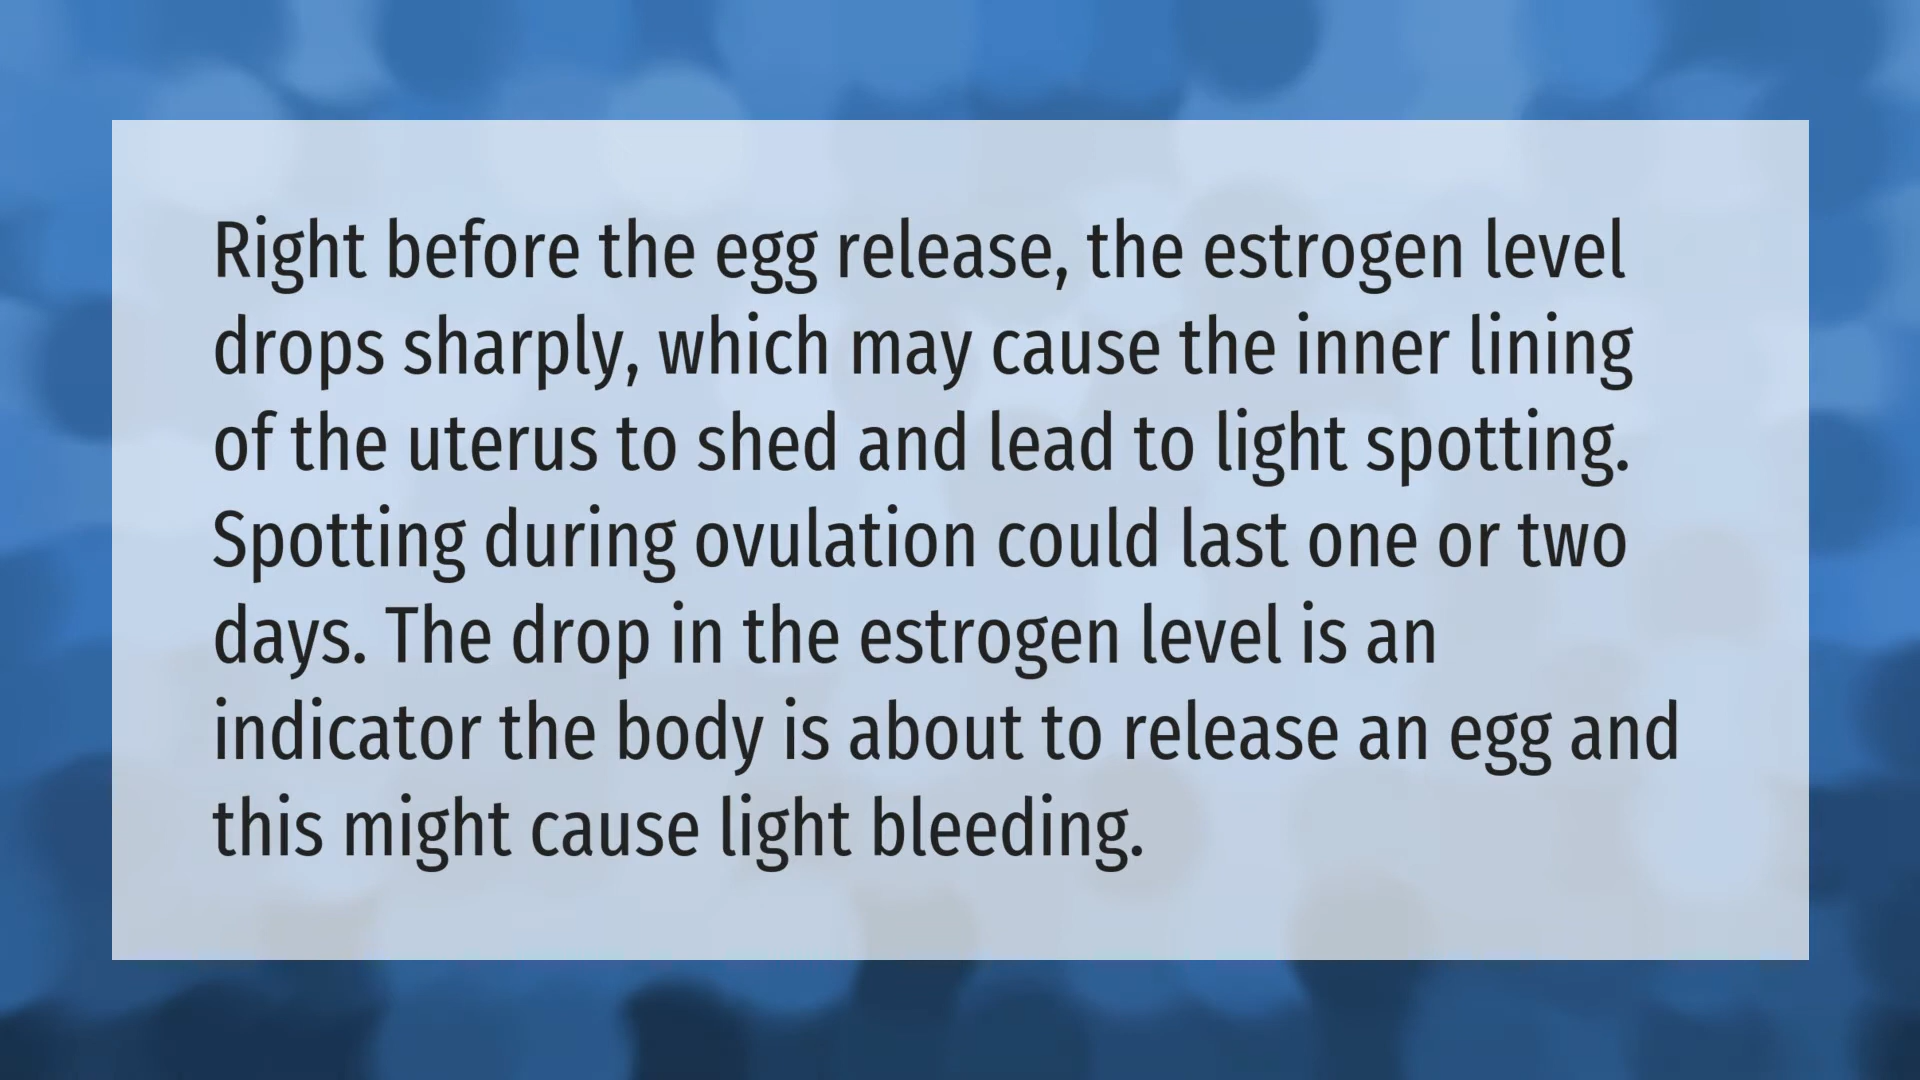 Right before the egg release, the estrogen level
drops sharply, which may cause the inner lining
of the uterus to shed and lead to light spotting.
Spotting during ovulation could last one or two
days. The drop in the estrogen level is an
indicator the body is about to release an egg and
this might cause light bleeding.